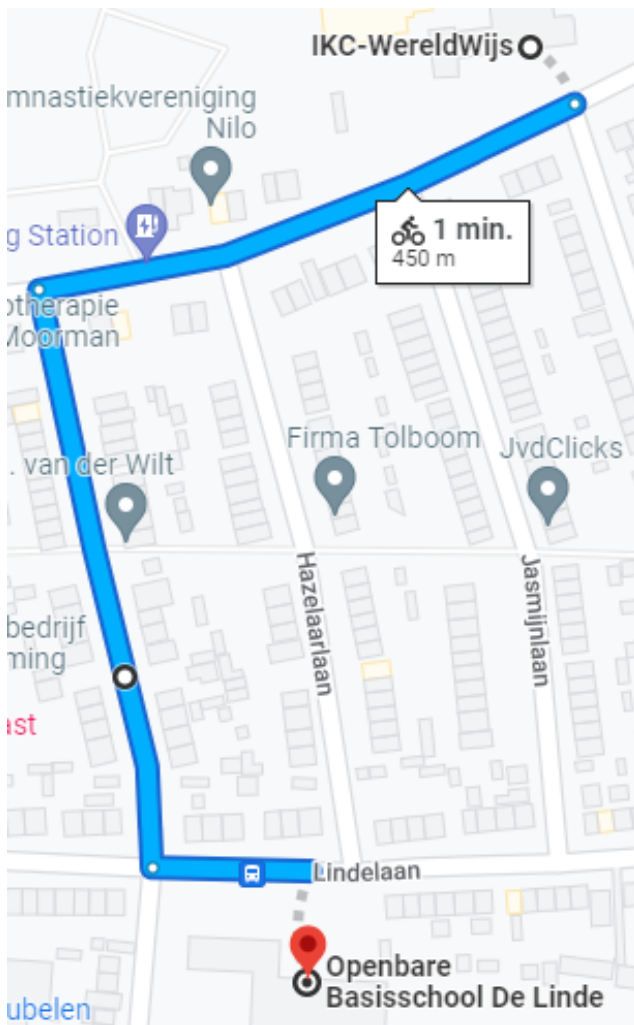 IKC-WereldWijs
mnastiekvereniging
Nilo
g Station
1 min.
450 m
otherapie
Moorman
Firma Tolboom
JvdClicks
. van der Wilt
Hazelaarlaan
Jasmijnlaan
bedrijf
ming
ast
Lindelaan
Openbare
Basisschool De Linde
ubelen